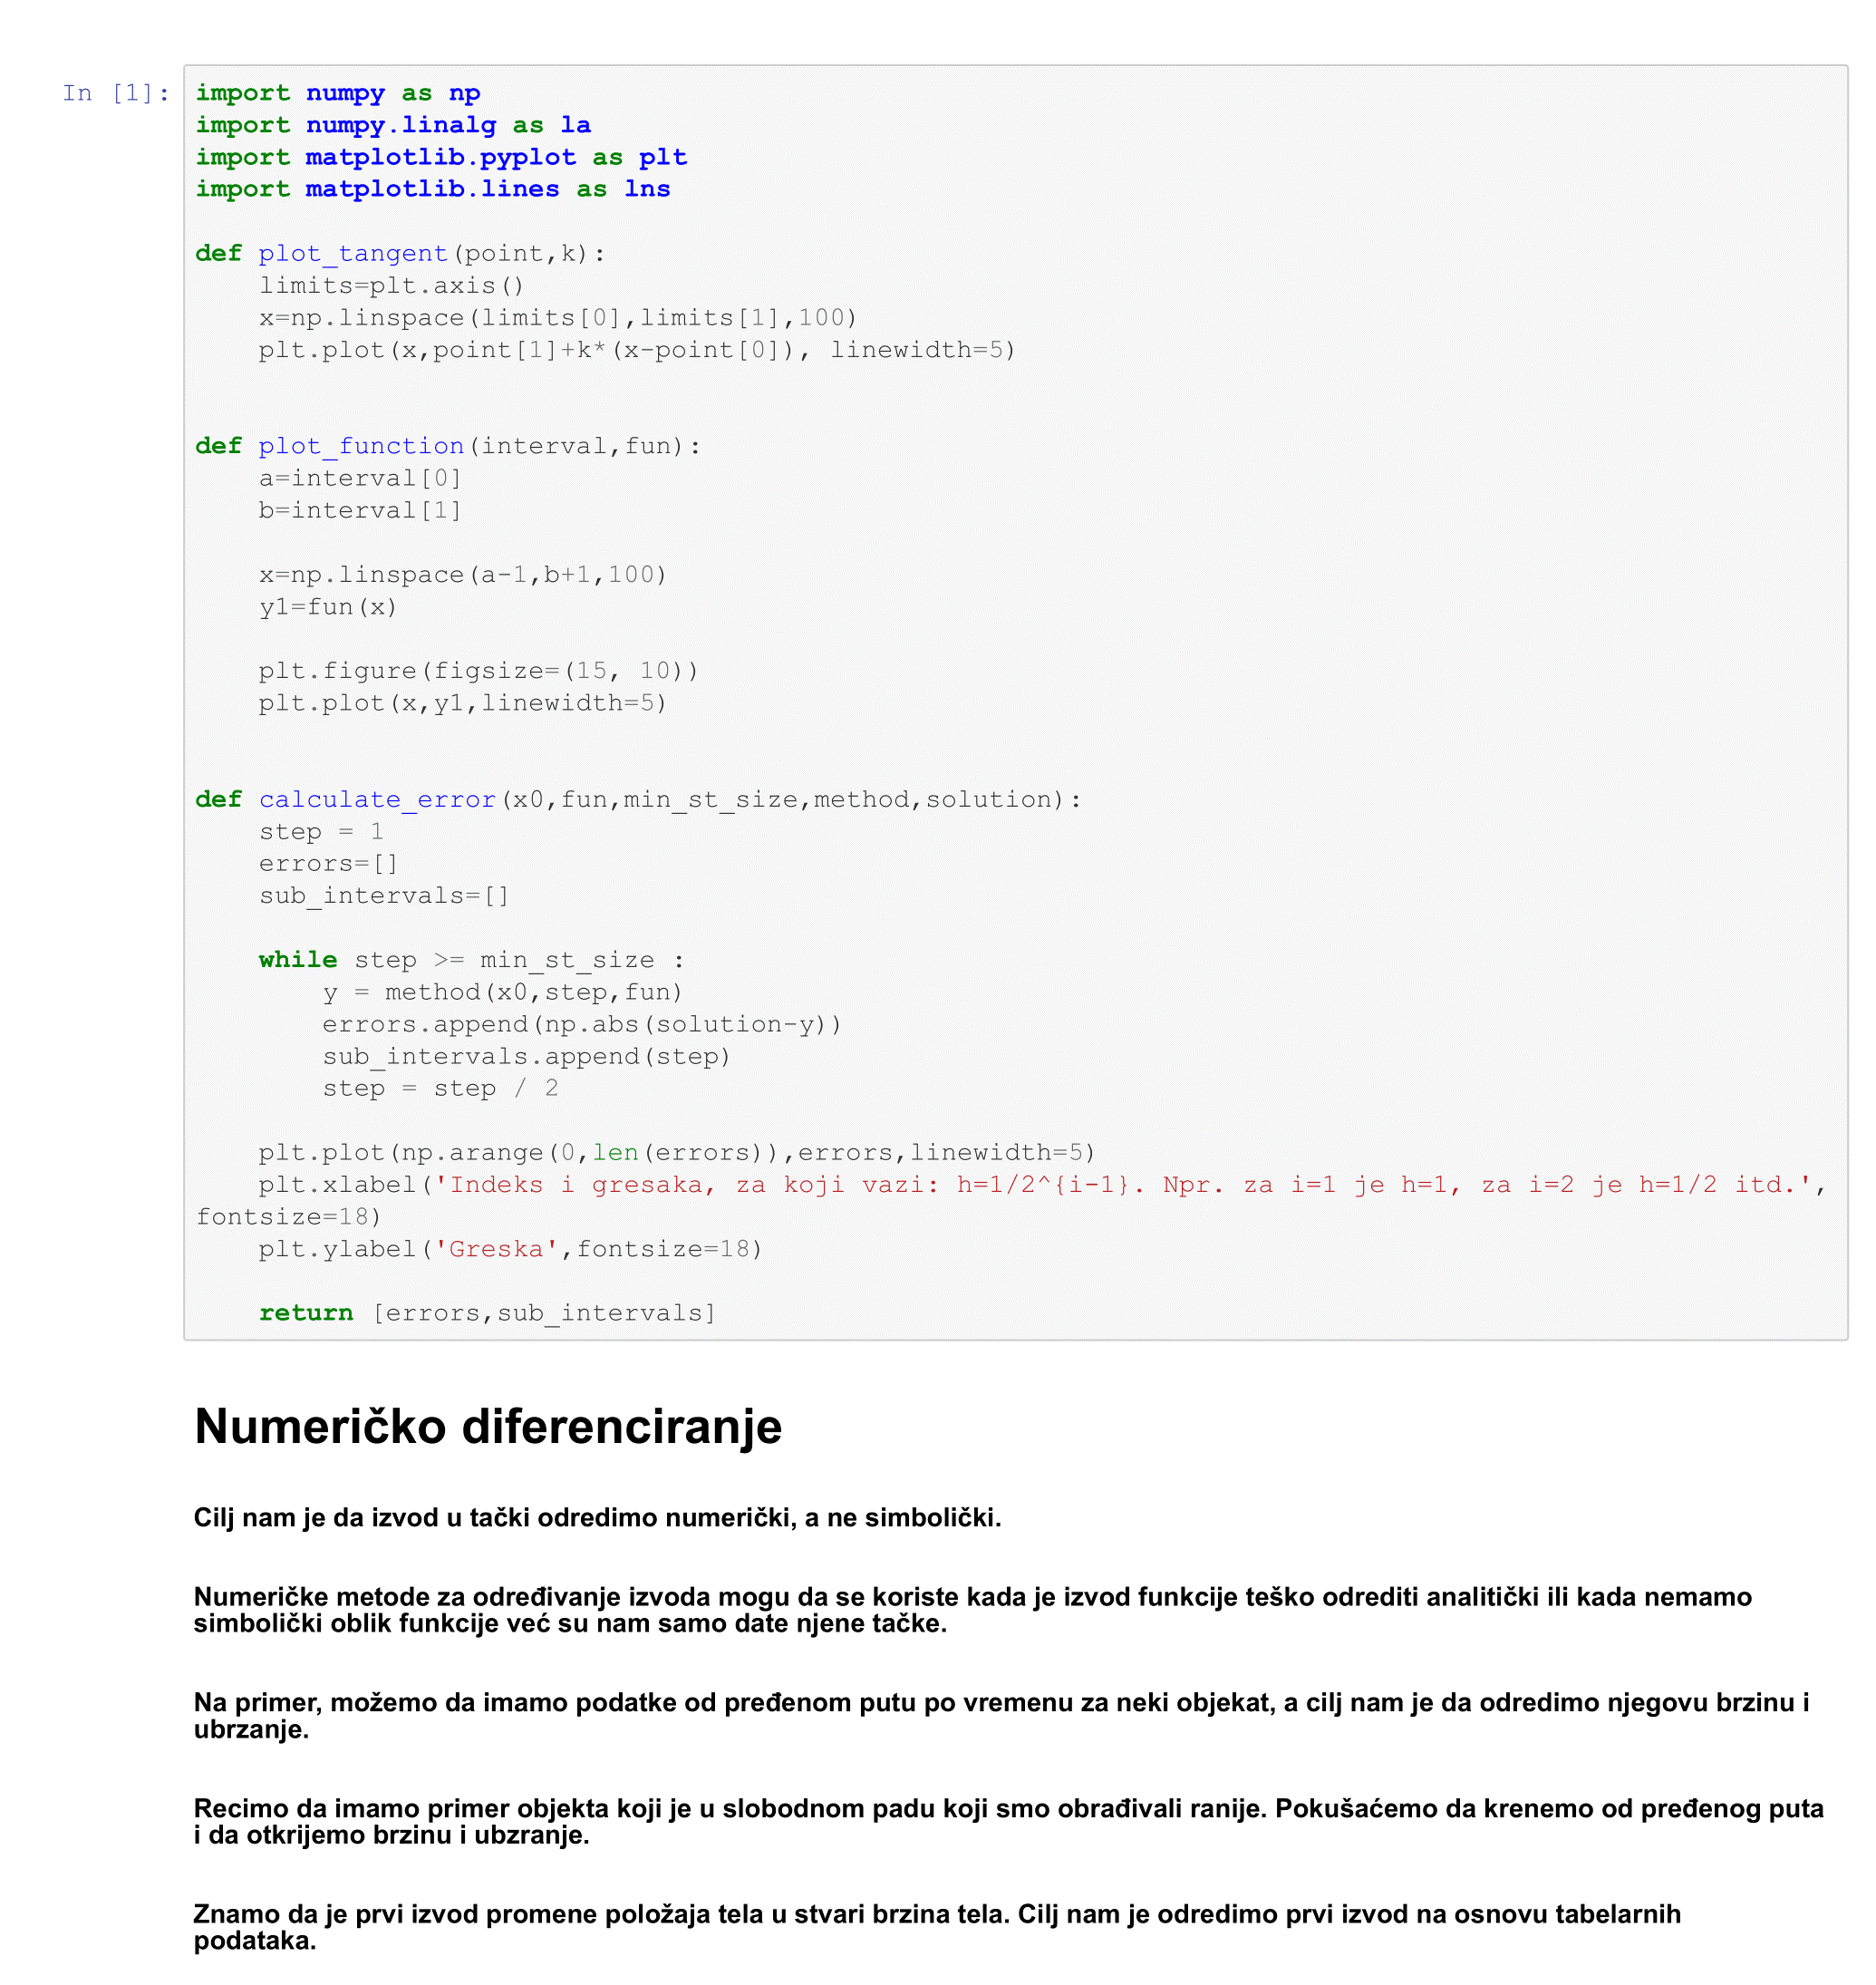 In [1]: import numpy as np
import numpy.linalg as la
import matplotlib.pyplot as plt
import matplotlib.lines as lns
def plot_tangent(point,k):
    limits=plt.axis()
    x=np.linspace(limits[0],limits[1],100)
    plt.plot(x,point[1]+k*(x-point[0]), linewidth=5)
def plot_function(interval,fun):
    a=interval[0]
    b=interval[1]
    x=np.linspace(a-1,b+1,100)
    y1=fun(x)
    plt.figure(figsize=(15, 10))
    plt.plot(x,y1,linewidth=5)
def calculate_error(x0,fun,min_st_size,method,solution):
    step = 1
    errors=[]
    sub_intervals=[]
    while step >= min_st_size :
        y = method(x0,step,fun)
        errors.append(np.abs(solution-y))
        sub_intervals.append(step)
        step = step / 2
    plt.plot(np.arange(0,len(errors)),errors,linewidth=5)
    plt.xlabel('Indeks i gresaka, za koji vazi: h=1/2^{i-1}. Npr. za i=1 je h=1, za i=2 je h=1/2 itd.',
fontsize=18)
    plt.ylabel('Greska',fontsize=18)
    return [errors,sub_intervals]
Numeričko diferenciranje
Cilj nam je da izvod u tački odredimo numerički, a ne simbolički.
Numeričke metode za određivanje izvoda mogu da se koriste kada je izvod funkcije teško odrediti analitički ili kada nemamo
simbolički oblik funkcije već su nam samo date njene tačke.
Na primer, možemo da imamo podatke od pređenom putu po vremenu za neki objekat, a cilj nam je da odredimo njegovu brzinu i
ubrzanje.
Recimo da imamo primer objekta koji je u slobodnom padu koji smo obrađivali ranije. Pokušaćemo da krenemo od pređenog puta
i da otkrijemo brzinu i ubzranje.
Znamo da je prvi izvod promene položaja tela u stvari brzina tela. Cilj nam je odredimo prvi izvod na osnovu tabelarnih
podataka.